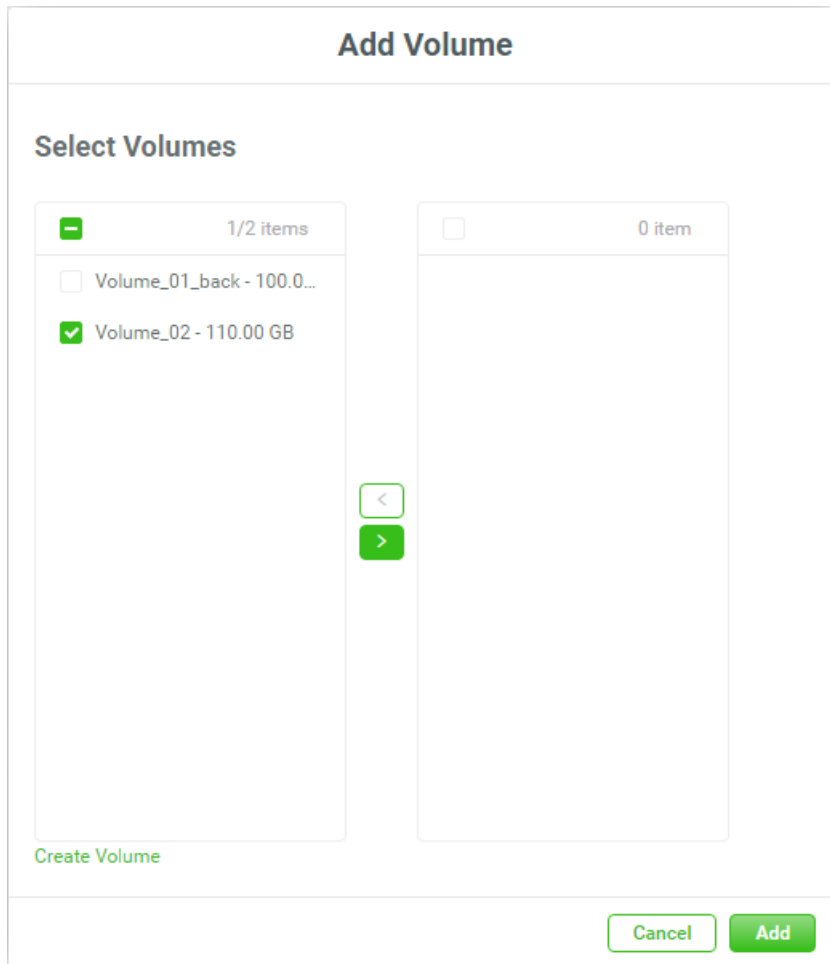 Add Volume
Select Volumes
1/2 items
Volume_01_back - 100.0...
Volume_02 - 110.00 GB
0 item
<
>
Create Volume
Cancel
Add